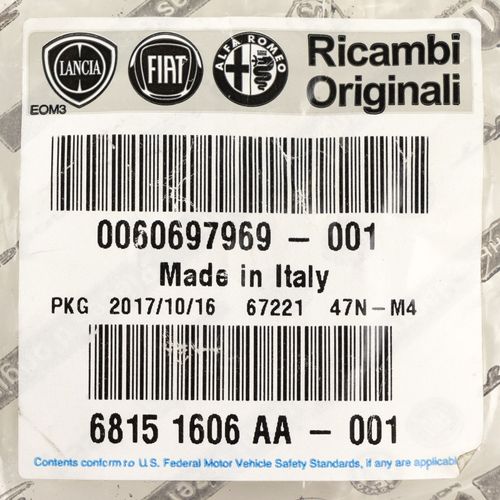 LANCIA
FIAT
ALFA ROMEO
Ricambi
Originali
EOM3
0060697969 - 001
Made in Italy
PKG 2017/10/16 67221 47N-M4
6815 1606 AA - 001
Contents conform to U.S. Federal Motor Vehicle Safety Standards, if any are applicabl